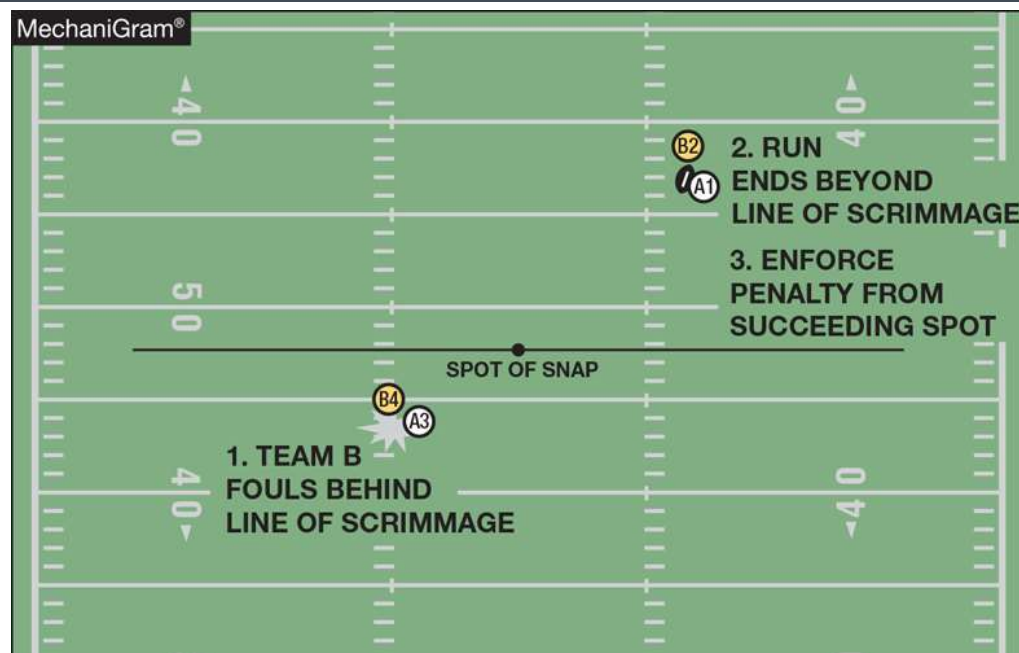 MechaniGram®
40
40
B2
A1
2. RUN
ENDS BEYOND
LINE OF SCRIMMAGE
3. ENFORCE
PENALTY FROM
SUCCEEDING SPOT
50
SPOT OF SNAP
B4
A3
1. TEAM B
FOULS BEHIND
LINE OF SCRIMMAGE
40
40